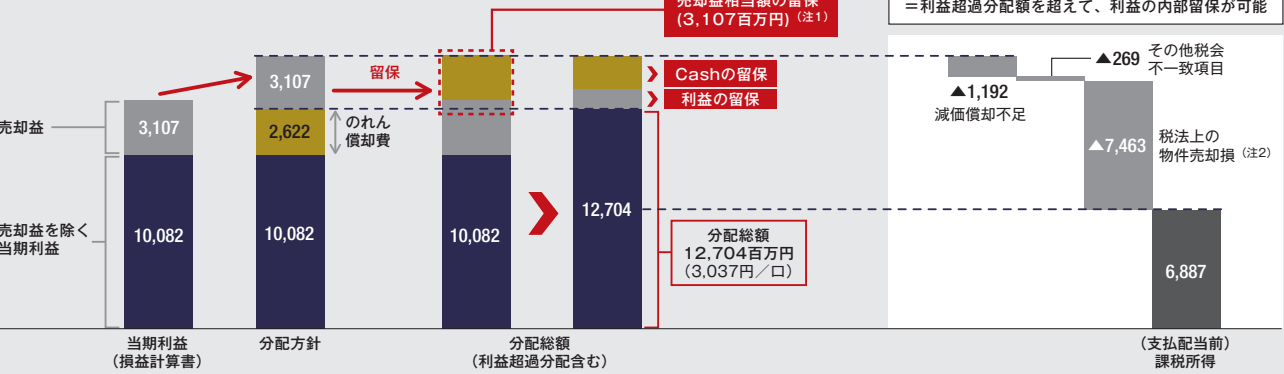 売却益相当額の留保
(3,107百万円)（注1）
＝利益超過分配額を超えて、利益の内部留保が可能
売却益
売却益を除く
当期利益
3,107
10,082
3,107
2,622
10,082
のれん
償却費
留保
10,082
12,704
Cashの留保
利益の留保
分配総額
12,704百万円
(3,037円／口)
▲1,192
減価償却不足
▲269
その他税会
不一致項目
▲7,463
税法上の
物件売却損（注2）
6,887
当期利益
（損益計算書）
分配方針
分配総額
（利益超過分配含む）
（支払配当前）
課税所得